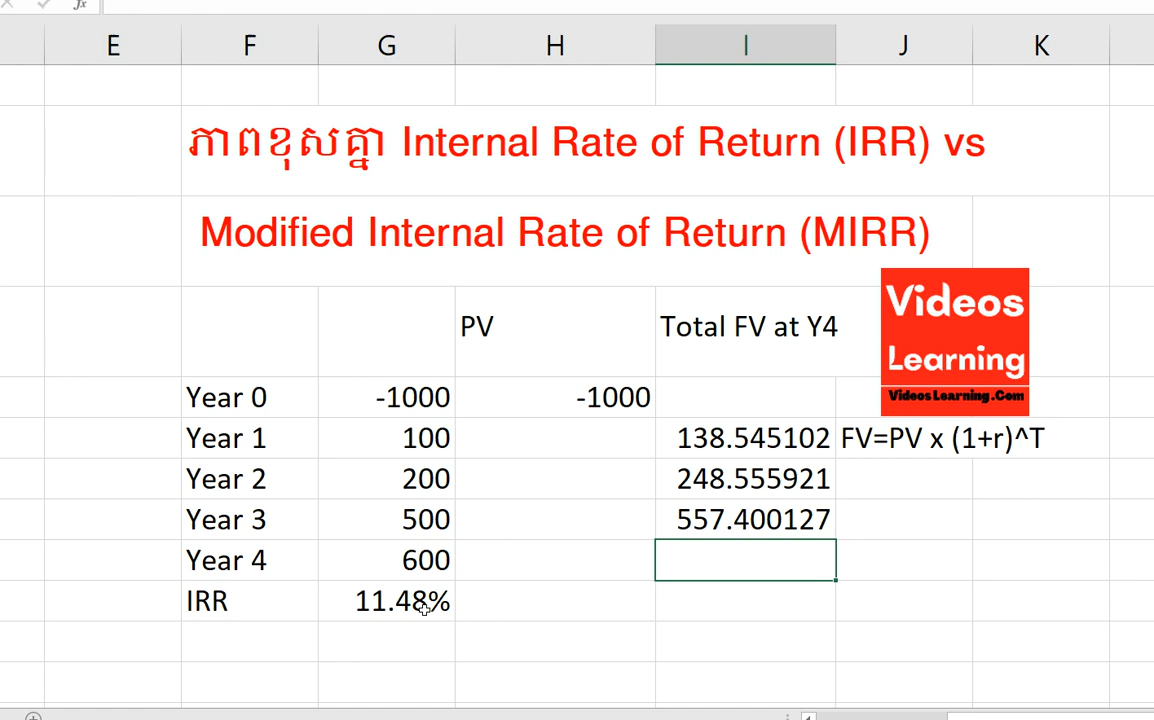 fx
E F G H I J K
ភាពខុសគ្នា Internal Rate of Return (IRR) vs
Modified Internal Rate of Return (MIRR)
Videos
Learning
VideosLearning.Com
PV Total FV at Y4
Year 0 -1000 -1000
Year 1 100 138.545102 FV=PV x (1+r)^T
Year 2 200 248.555921
Year 3 500 557.400127
Year 4 600
IRR 11.48%